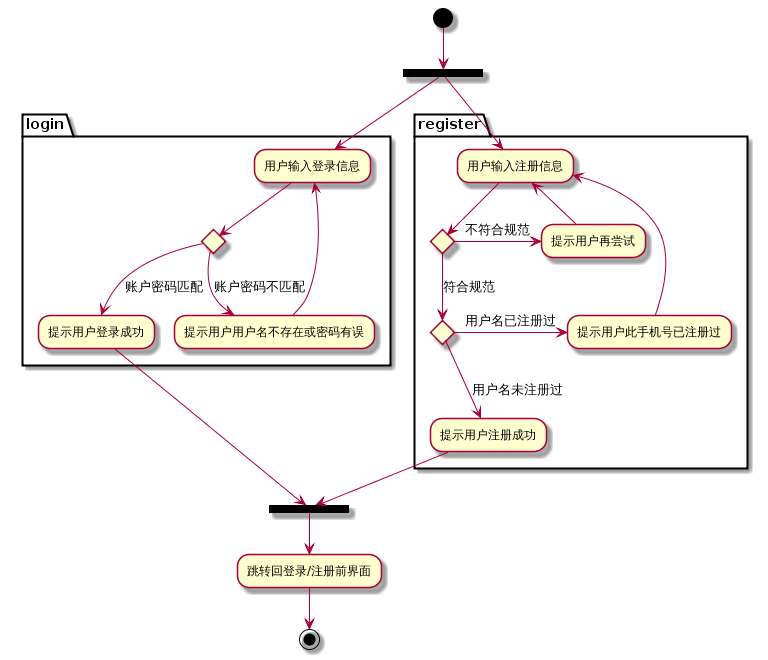 login
register
用户输入登录信息
用户输入注册信息
不符合规范
提示用户再尝试
账户密码匹配
账户密码不匹配
符合规范
提示用户登录成功
提示用户用户名不存在或密码有误
用户名已注册过
提示用户此手机号已注册过
用户名未注册过
提示用户注册成功
跳转回登录/注册前界面